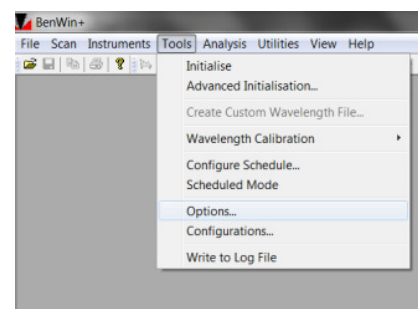 BenWin+
File Scan Instruments Tools Analysis Utilities View Help
Initialise
Advanced Initialisation...
Create Custom Wavelength File...
Wavelength Calibration
Configure Schedule...
Scheduled Mode
Options...
Configurations...
Write to Log File